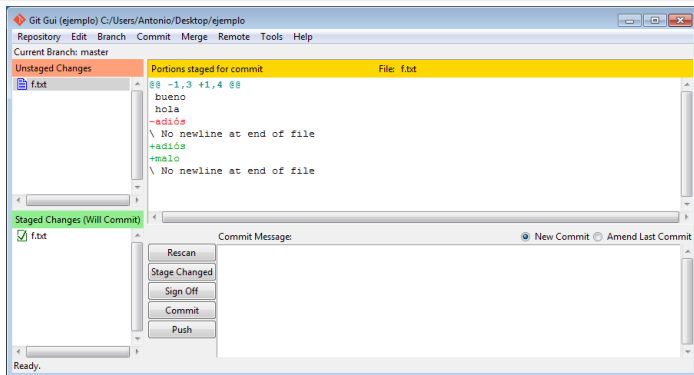 Git Gui (ejemplo) C:/Users/Antonio/Desktop/ejemplo
Repository Edit Branch Commit Merge Remote Tools Help
Current Branch: master
Unstaged Changes
f.txt
Portions staged for commit File: f.txt
@@ -1,3 +1,4 @@
bueno
hola
-adiós
\ No newline at end of file
+adiós
+malo
\ No newline at end of file
Staged Changes (Will Commit)
f.txt
Commit Message: New Commit Amend Last Commit
Rescan
Stage Changed
Sign Off
Commit
Push
Ready.